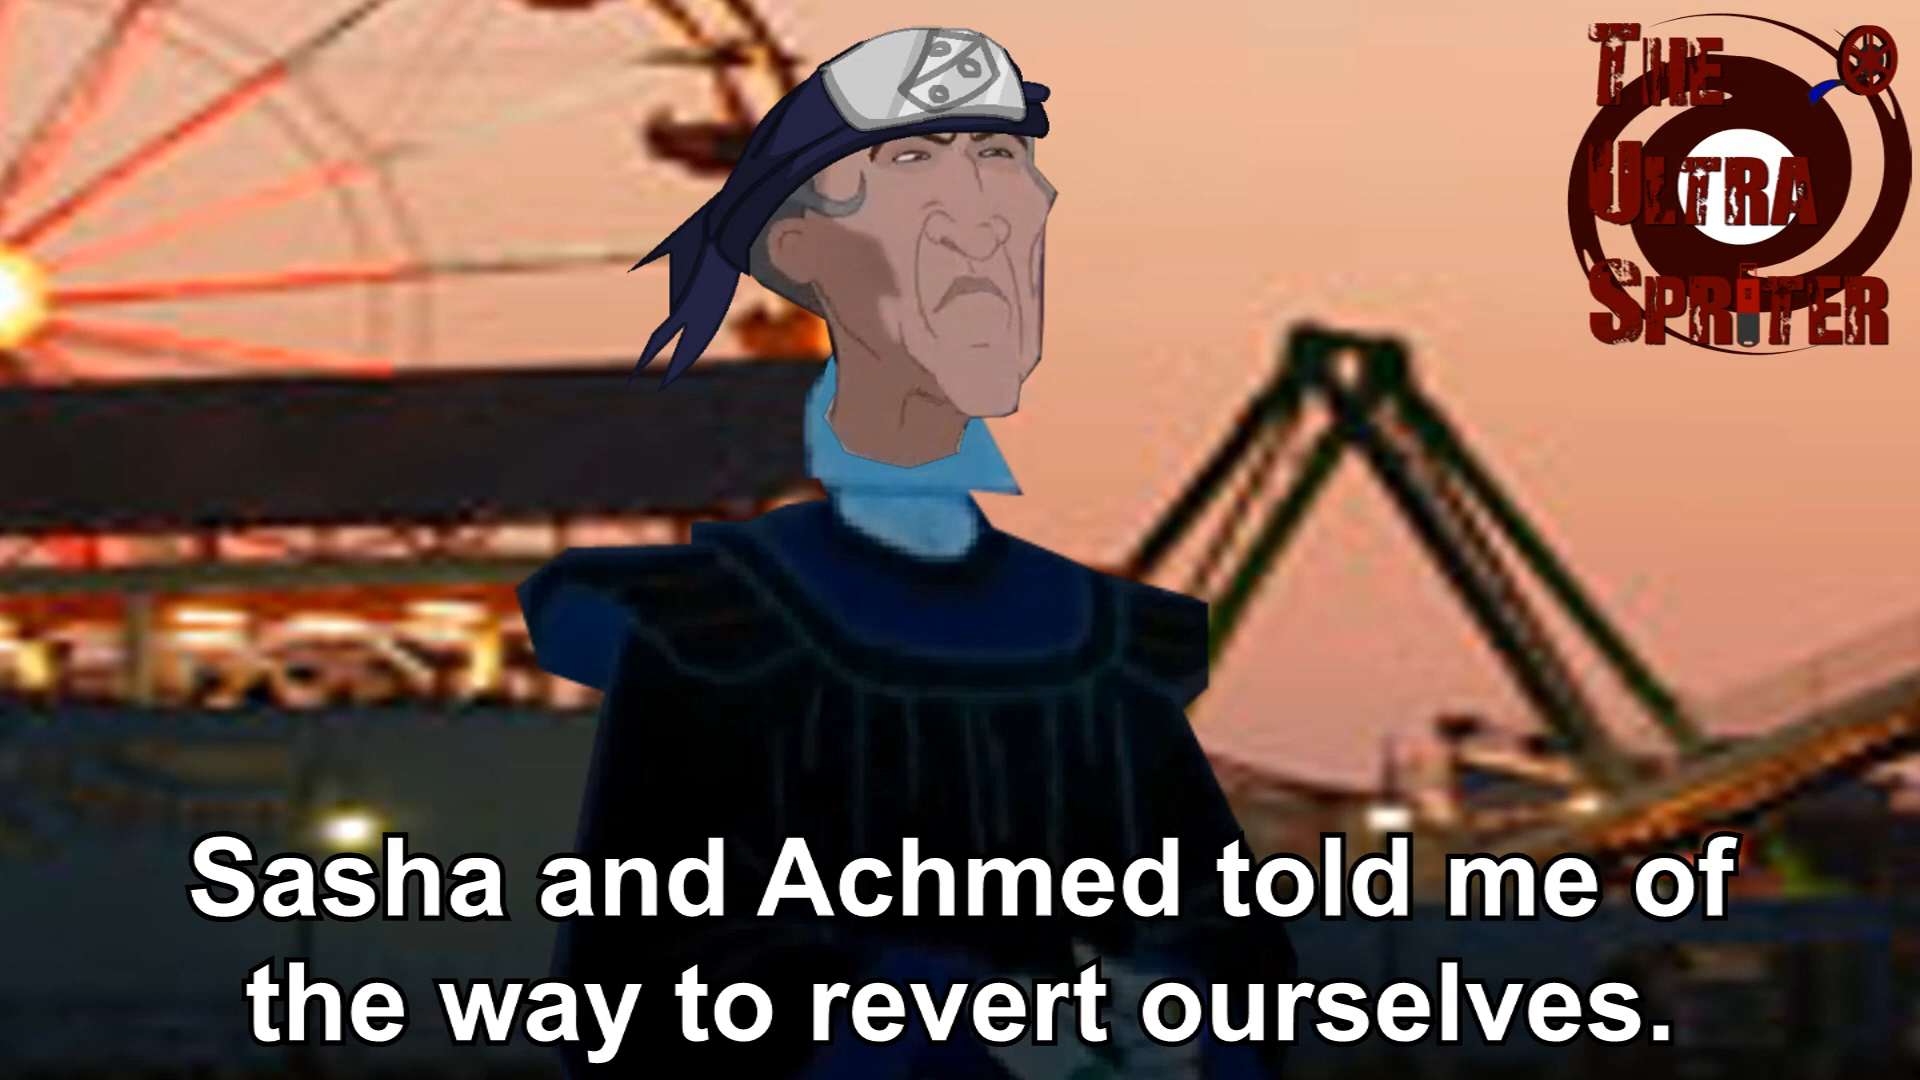 THE
ULTRA
SPRITER
Sasha and Achmed told me of
the way to revert ourselves.